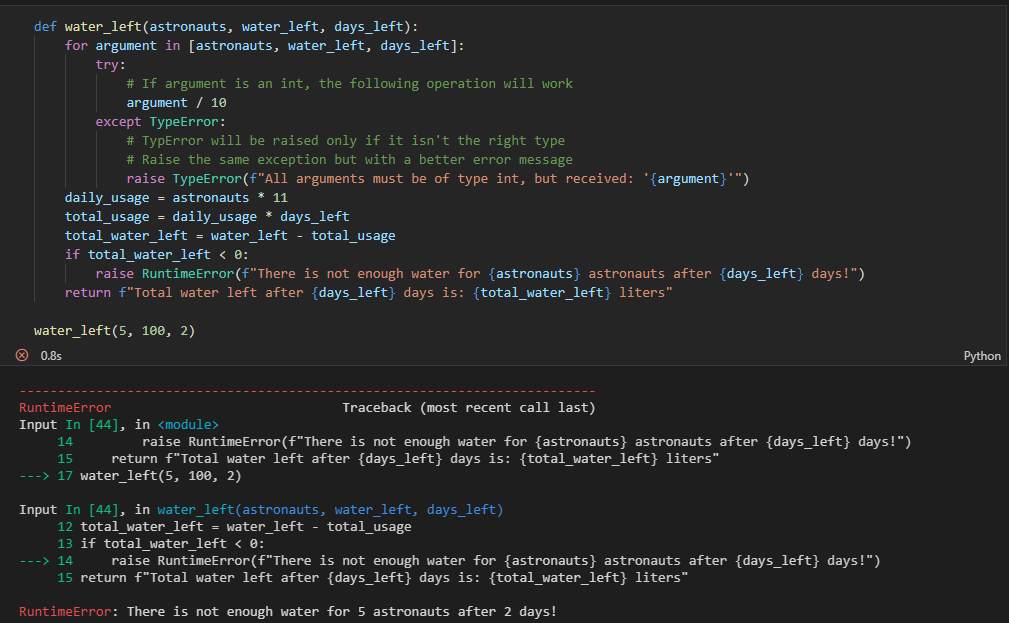 def water_left(astronauts, water_left, days_left):
    for argument in [astronauts, water_left, days_left]:
        try:
            # If argument is an int, the following operation will work
            argument / 10
        except TypeError:
            # TypError will be raised only if it isn't the right type
            # Raise the same exception but with a better error message
            raise TypeError(f"All arguments must be of type int, but received: '{argument}'")
    daily_usage = astronauts * 11
    total_usage = daily_usage * days_left
    total_water_left = water_left - total_usage
    if total_water_left < 0:
        raise RuntimeError(f"There is not enough water for {astronauts} astronauts after {days_left} days!")
    return f"Total water left after {days_left} days is: {total_water_left} liters"

water_left(5, 100, 2)
0.8s Python
---------------------------------------------------------------------------
RuntimeError                              Traceback (most recent call last)
Input In [44], in <module>
     14         raise RuntimeError(f"There is not enough water for {astronauts} astronauts after {days_left} days!")
     15     return f"Total water left after {days_left} days is: {total_water_left} liters"
---> 17 water_left(5, 100, 2)

Input In [44], in water_left(astronauts, water_left, days_left)
     12 total_water_left = water_left - total_usage
     13 if total_water_left < 0:
---> 14     raise RuntimeError(f"There is not enough water for {astronauts} astronauts after {days_left} days!")
     15 return f"Total water left after {days_left} days is: {total_water_left} liters"

RuntimeError: There is not enough water for 5 astronauts after 2 days!